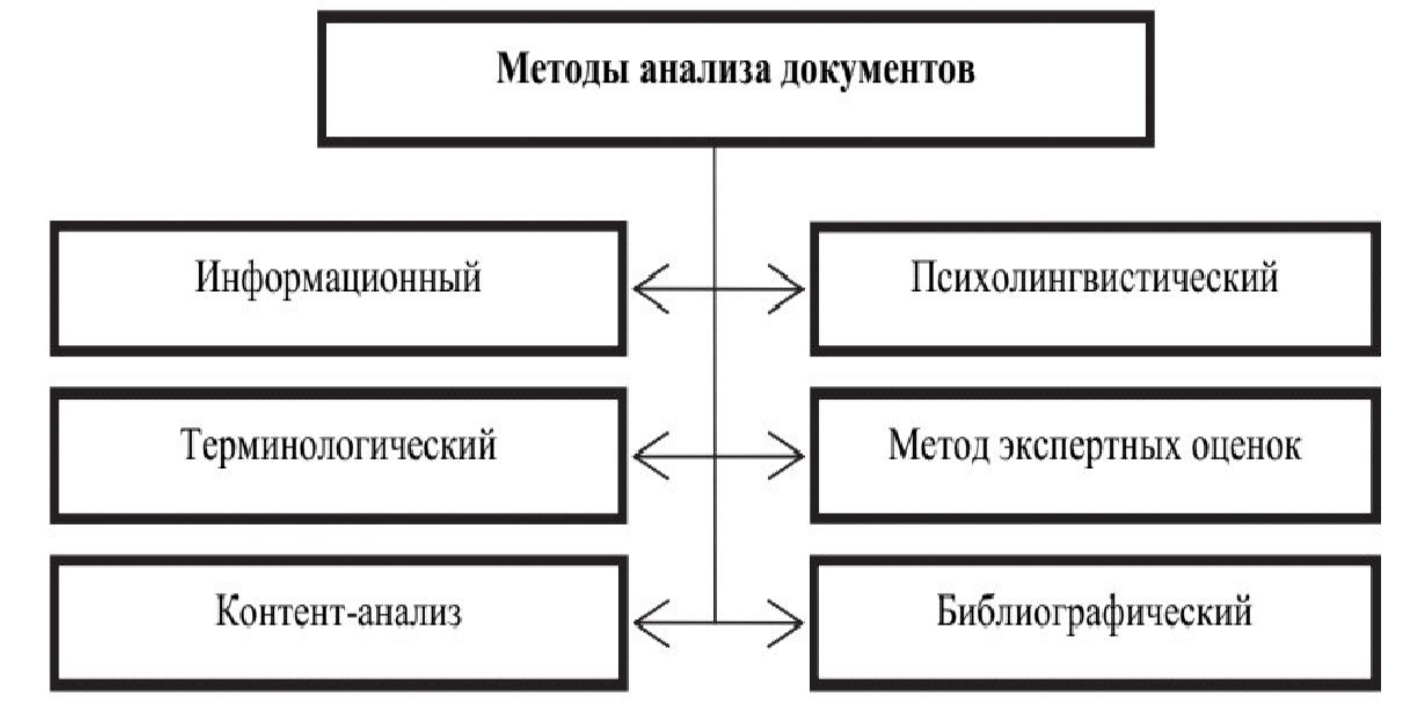 Методы анализа документов
Информационный
Психолингвистический
Терминологический
Метод экспертных оценок
Контент-анализ
Библиографический